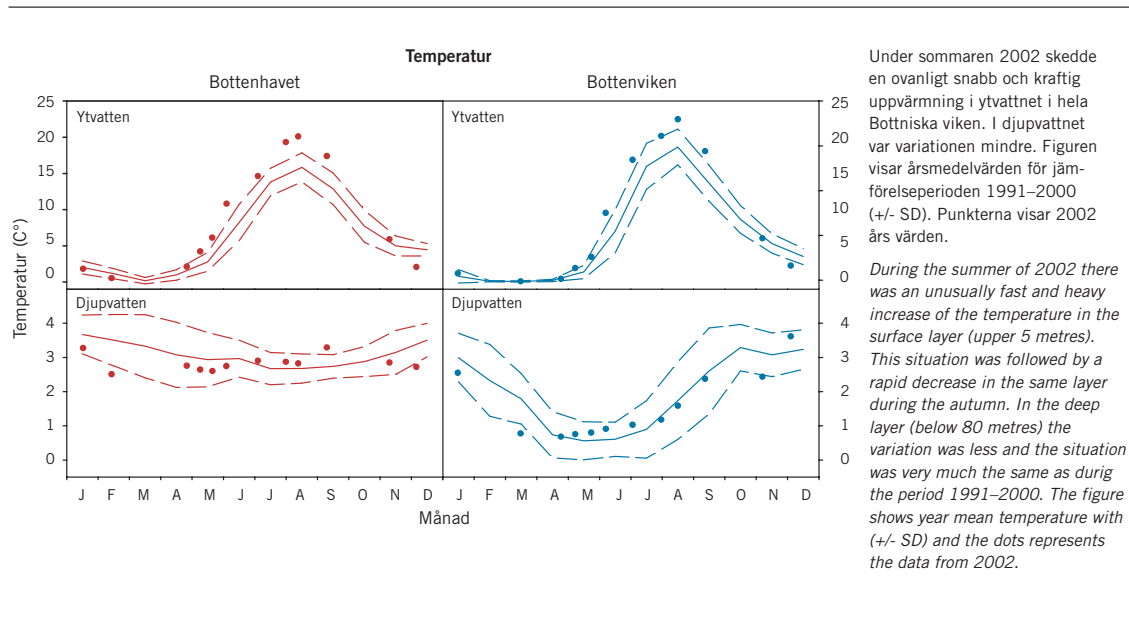 Temperatur
Bottenhavet
Bottenviken
Temperatur (C°)
25
20
15
10
5
0
Ytvatten
Ytvatten
25
20
15
10
5
0
4
3
2
1
0
Djupvatten
Djupvatten
4
3
2
1
0
J F M A M J J A S O N D
J F M A M J J A S O N D
Månad
Under sommaren 2002 skedde
en ovanligt snabb och kraftig
uppvärmning i ytvattnet i hela
Bottniska viken. I djupvattnet
var variationen mindre. Figuren
visar årsmedelvärden för jäm-
förelseperioden 1991–2000
(+/- SD). Punkterna visar 2002
års värden.
During the summer of 2002 there
was an unusually fast and heavy
increase of the temperature in the
surface layer (upper 5 metres).
This situation was followed by a
rapid decrease in the same layer
during the autumn. In the deep
layer (below 80 metres) the
variation was less and the situation
was very much the same as durig
the period 1991–2000. The figure
shows year mean temperature with
(+/- SD) and the dots represents
the data from 2002.